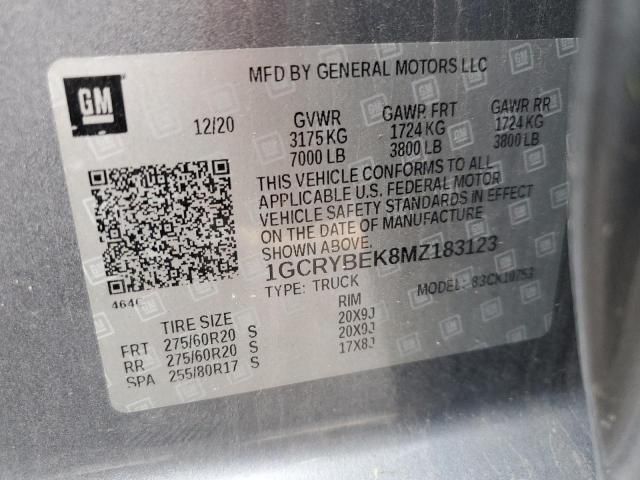 GM
MFD BY GENERAL MOTORS LLC
12/20
GVWR GAWR FRT GAWR RR
3175 KG 1724 KG 1724 KG
7000 LB 3800 LB 3800 LB
THIS VEHICLE CONFORMS TO ALL
APPLICABLE U.S. FEDERAL MOTOR
VEHICLE SAFETY STANDARDS IN EFFECT
ON THE DATE OF MANUFACTURE
SHOWN ABOVE.
1GCRYBEK8MZ183123
TYPE: TRUCK MODEL:
TIRE SIZE RIM
FRT 275/60R20 S 20X9J
RR 275/60R20 S 20X9J
SPA 255/80R17 S 17X8J